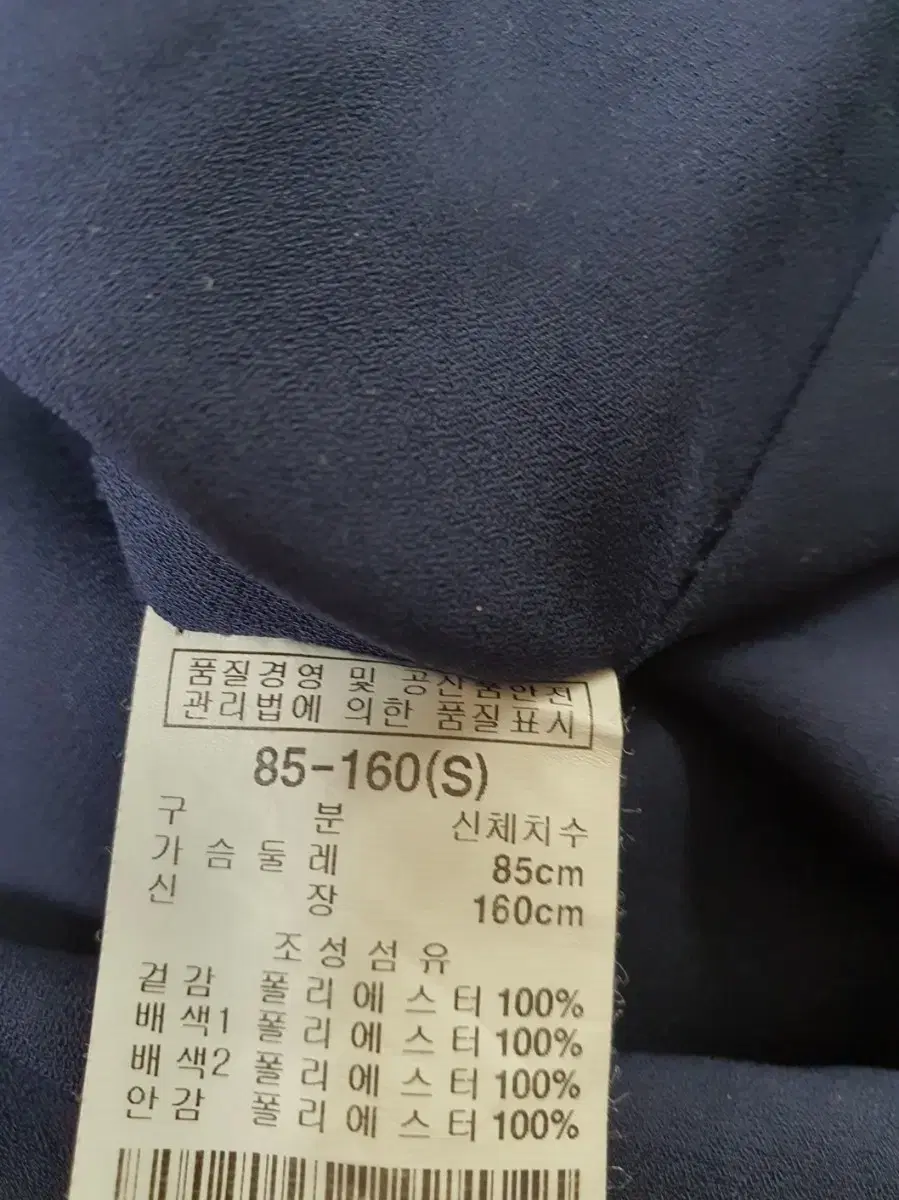 품질경영 및 공산품안전
관리법에 의한 품질표시
85-160(S)
구 분 신체치수
가슴둘레 85cm
신 장 160cm
조성섬유
겉감 폴리에스터 100%
배색1 폴리에스터 100%
배색2 폴리에스터 100%
안감 폴리에스터 100%